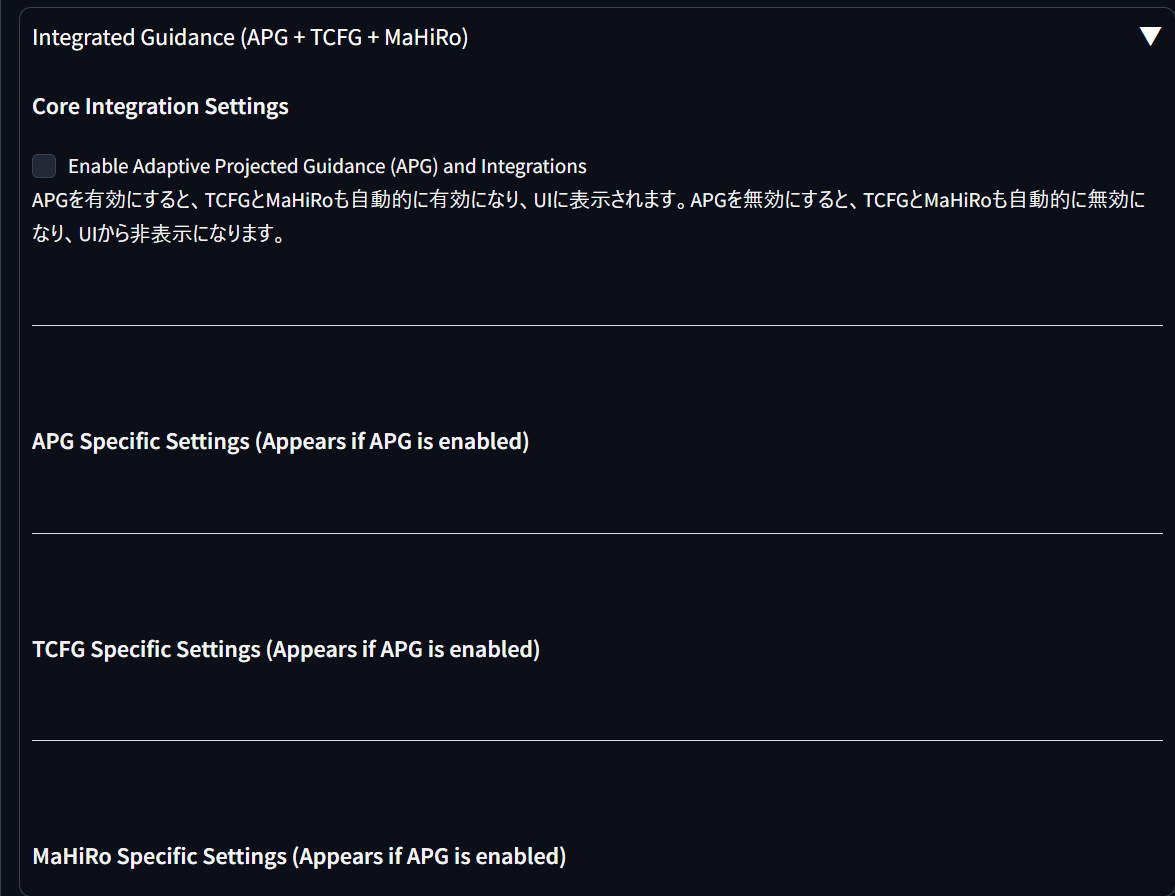 Integrated Guidance (APG + TCFG + MaHiRo)
Core Integration Settings
Enable Adaptive Projected Guidance (APG) and Integrations
APGを有効にすると、TCFGとMaHiRoも自動的に有効になり、UIに表示されます。APGを無効にすると、TCFGとMaHiRoも自動的に無効に
なり、UIから非表示になります。
APG Specific Settings (Appears if APG is enabled)
TCFG Specific Settings (Appears if APG is enabled)
MaHiRo Specific Settings (Appears if APG is enabled)